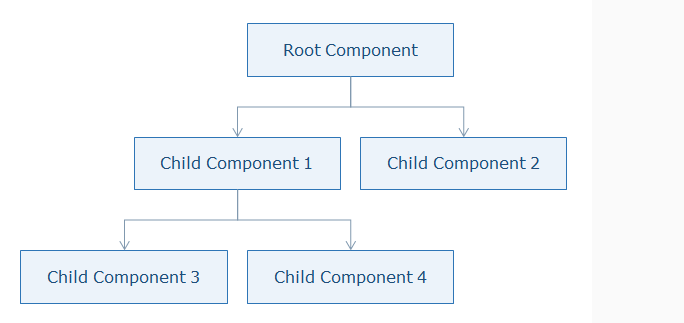 Root Component
Child Component 1
Child Component 2
Child Component 3
Child Component 4